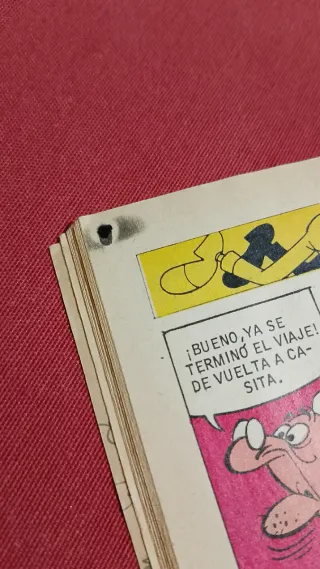 ¡BUENO, YA SE
TERMINÓ EL VIAJE!
DE VUELTA A CA-
SITA.